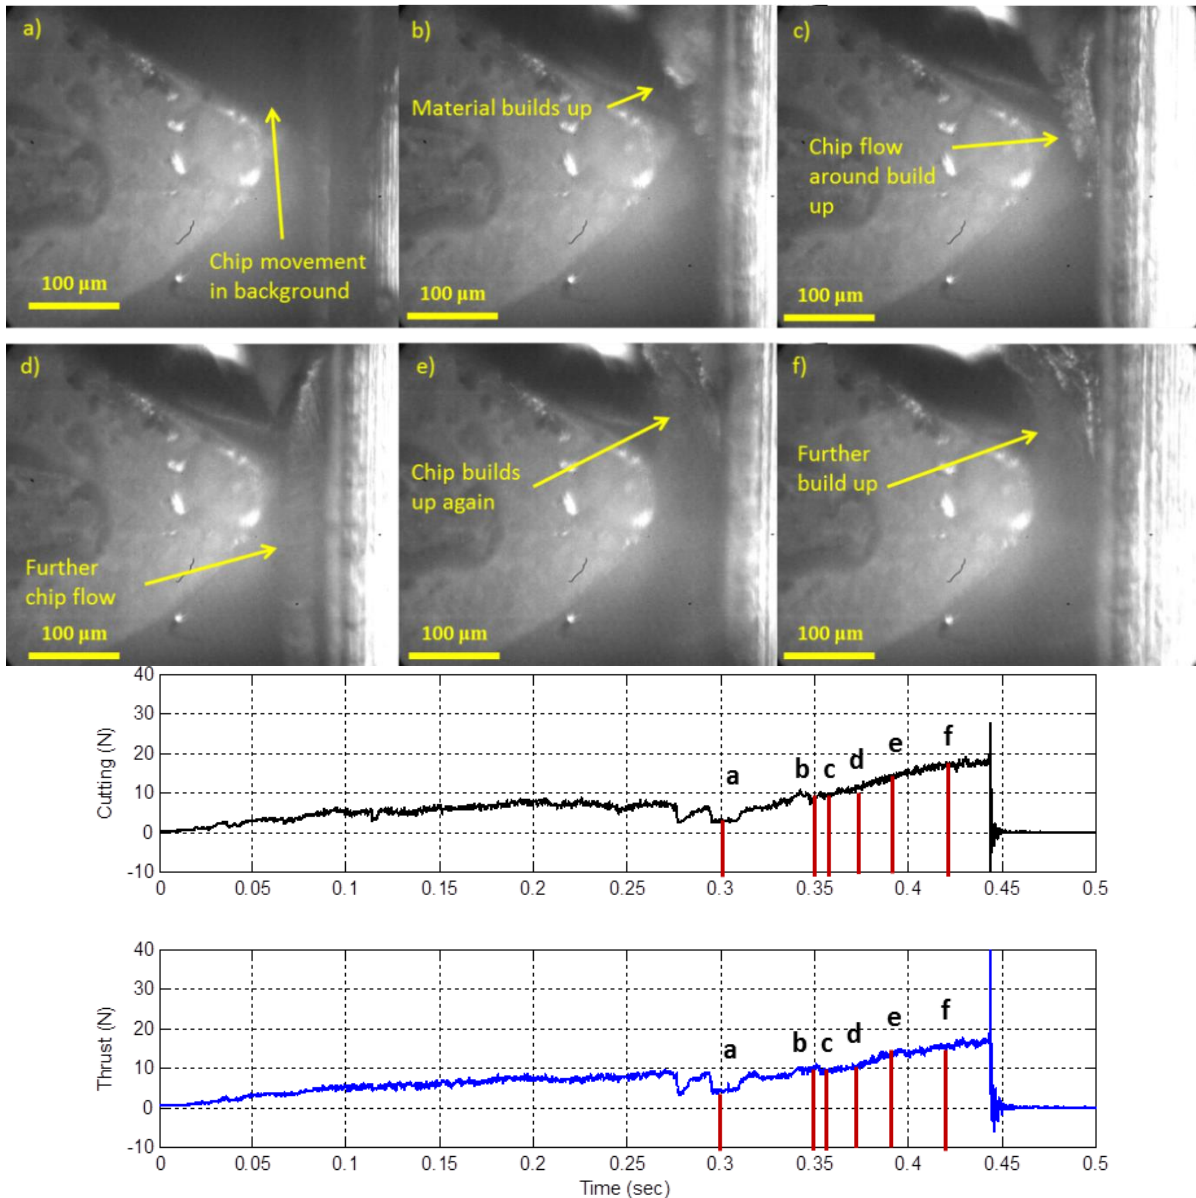 a)
Chip movement
in background
100 µm
b)
Material builds up
100 µm
c)
Chip flow
around build
up
100 µm
d)
Further
chip flow
100 µm
e)
Chip builds
up again
100 µm
f)
Further
build up
100 µm
Cutting (N)
40
30
20
10
0
-10
a
b
c
d
e
f
0 0.05 0.1 0.15 0.2 0.25 0.3 0.35 0.4 0.45 0.5
Thrust (N)
40
30
20
10
0
-10
a
b
c
d
e
f
0 0.05 0.1 0.15 0.2 0.25 0.3 0.35 0.4 0.45 0.5
Time (sec)